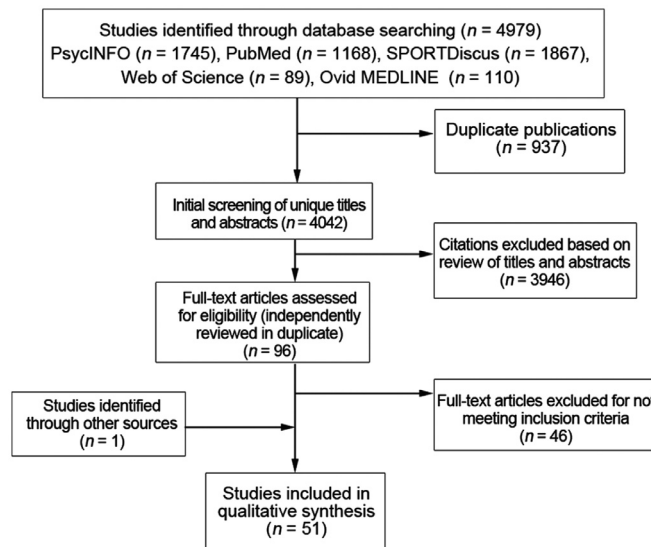 Studies identified through database searching (n = 4979)
PsycINFO (n = 1745), PubMed (n = 1168), SPORTDiscus (n = 1867),
Web of Science (n = 89), Ovid MEDLINE (n = 110)
Duplicate publications
(n = 937)
Initial screening of unique titles
and abstracts (n = 4042)
Citations excluded based on
review of titles and abstracts
(n = 3946)
Full-text articles assessed
for eligibility (independently
reviewed in duplicate)
(n = 96)
Studies identified
through other sources
(n = 1)
Full-text articles excluded for not
meeting inclusion criteria
(n = 46)
Studies included in
qualitative synthesis
(n = 51)